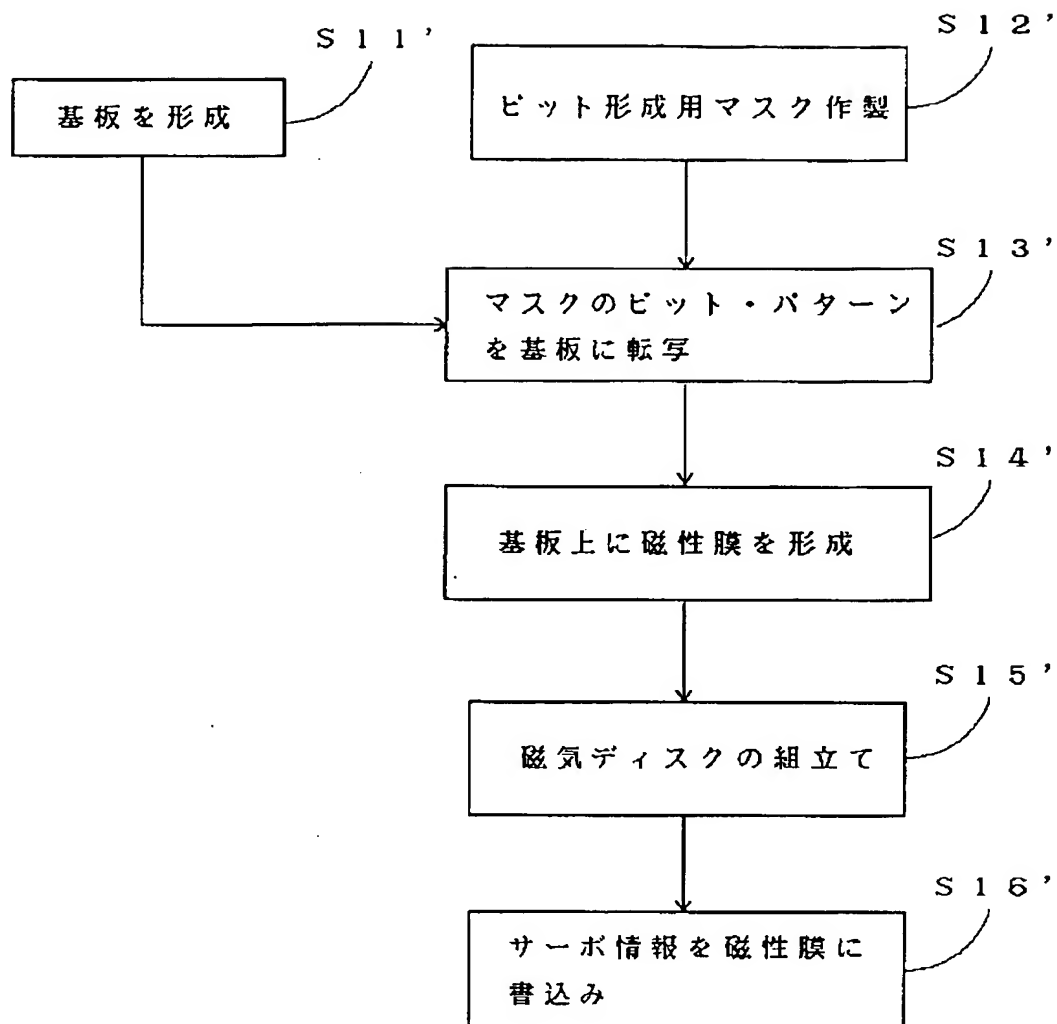 S11'
S12'
基板を形成
ピット形成用マスク作製
S13'
マスクのピット・パターン
を基板に転写
S14'
基板上に磁性膜を形成
S15'
磁気ディスクの組立て
S16'
サーボ情報を磁性膜に
書込み